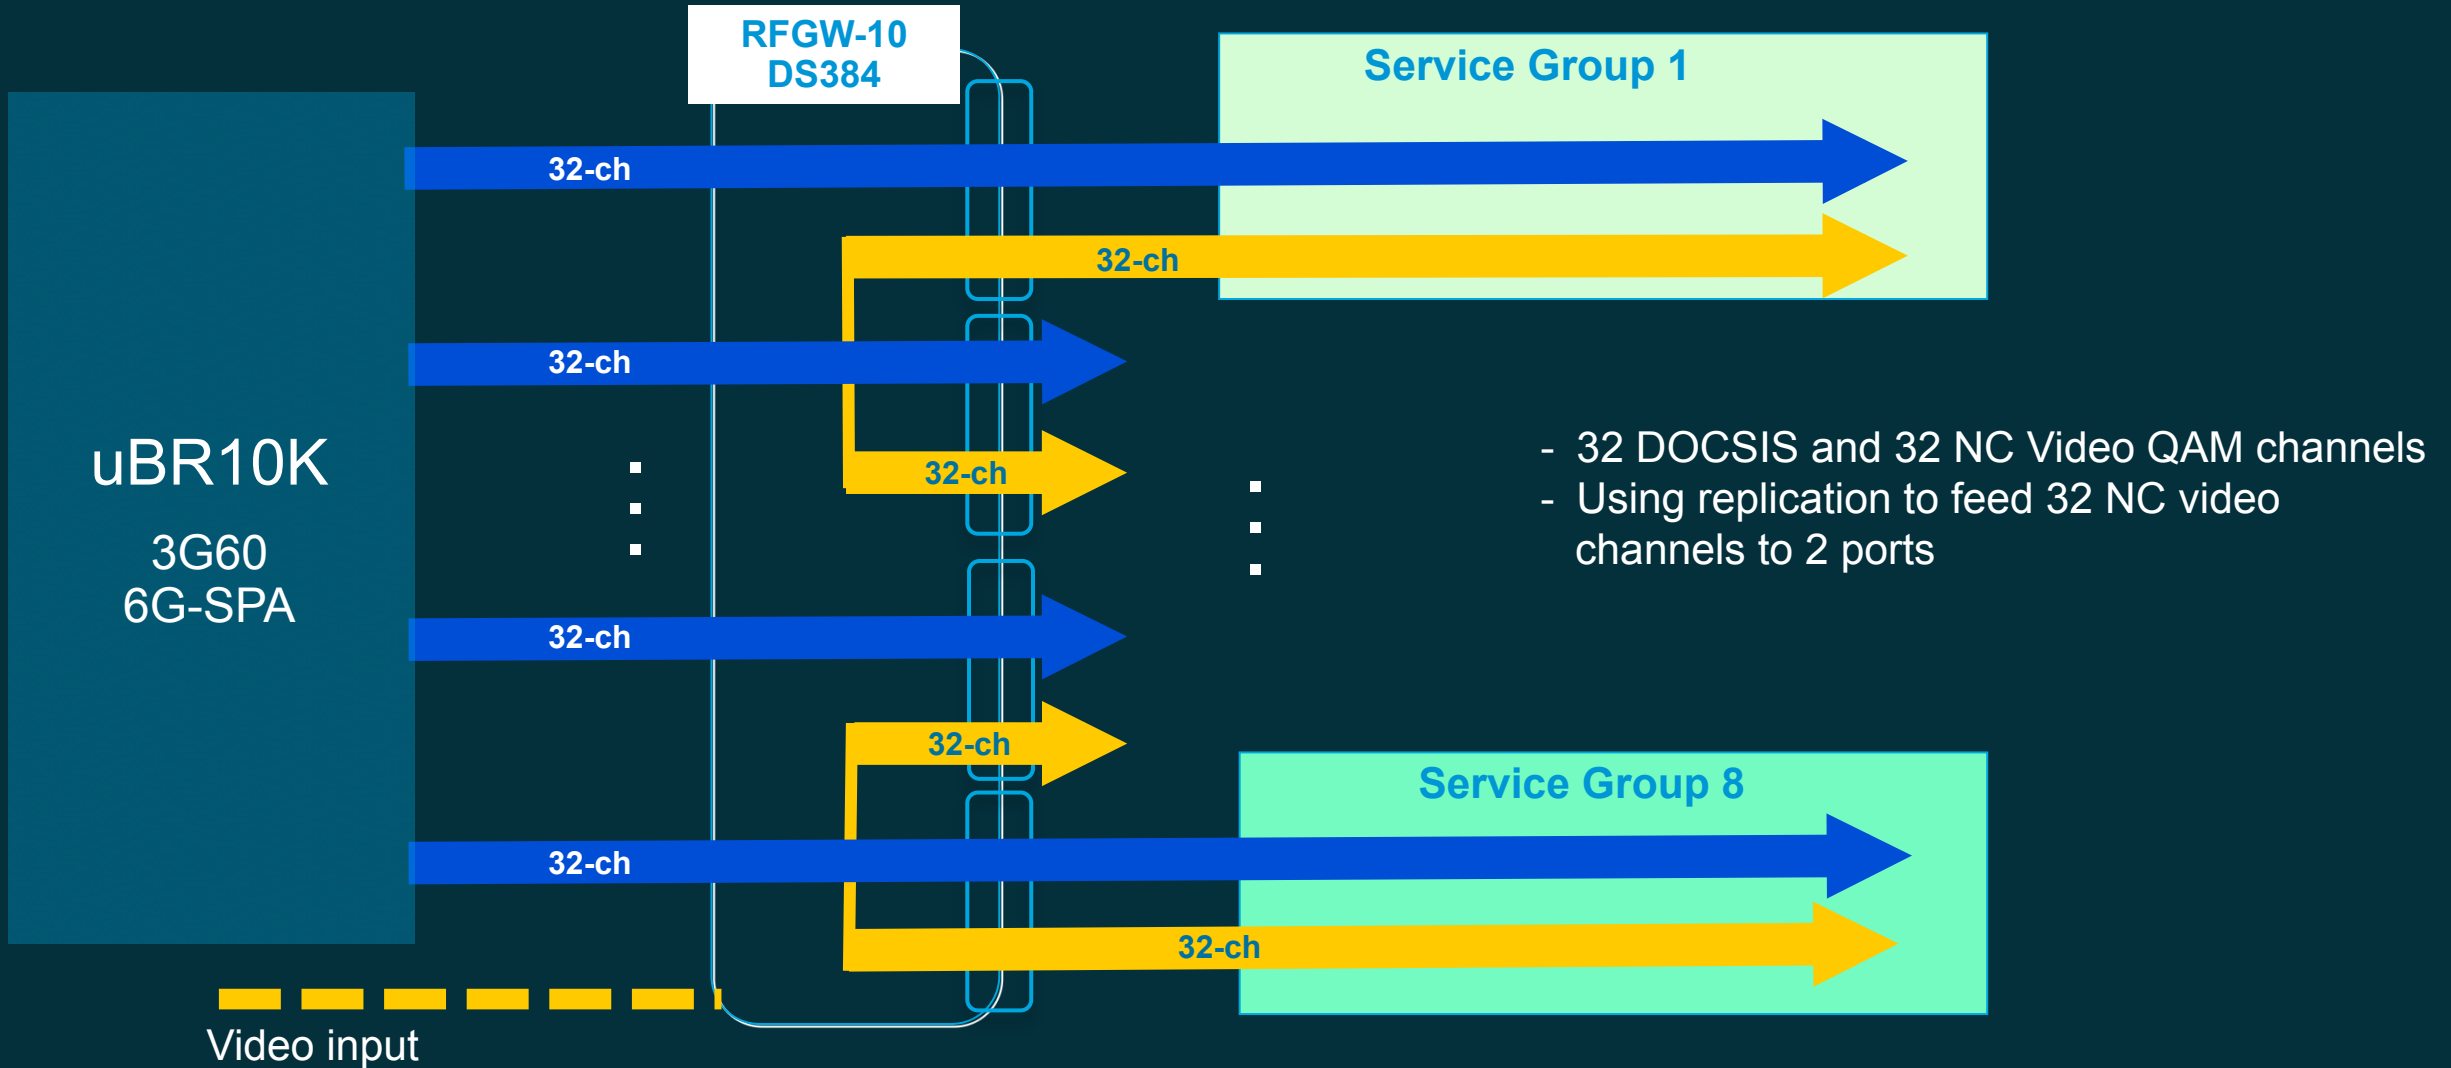 RFGW-10
DS384
Service Group 1
32-ch
32-ch
32-ch
uBR10K
3G60
6G-SPA
32-ch
- 32 DOCSIS and 32 NC Video QAM channels
- Using replication to feed 32 NC video
channels to 2 ports
32-ch
32-ch
Service Group 8
32-ch
32-ch
Video input